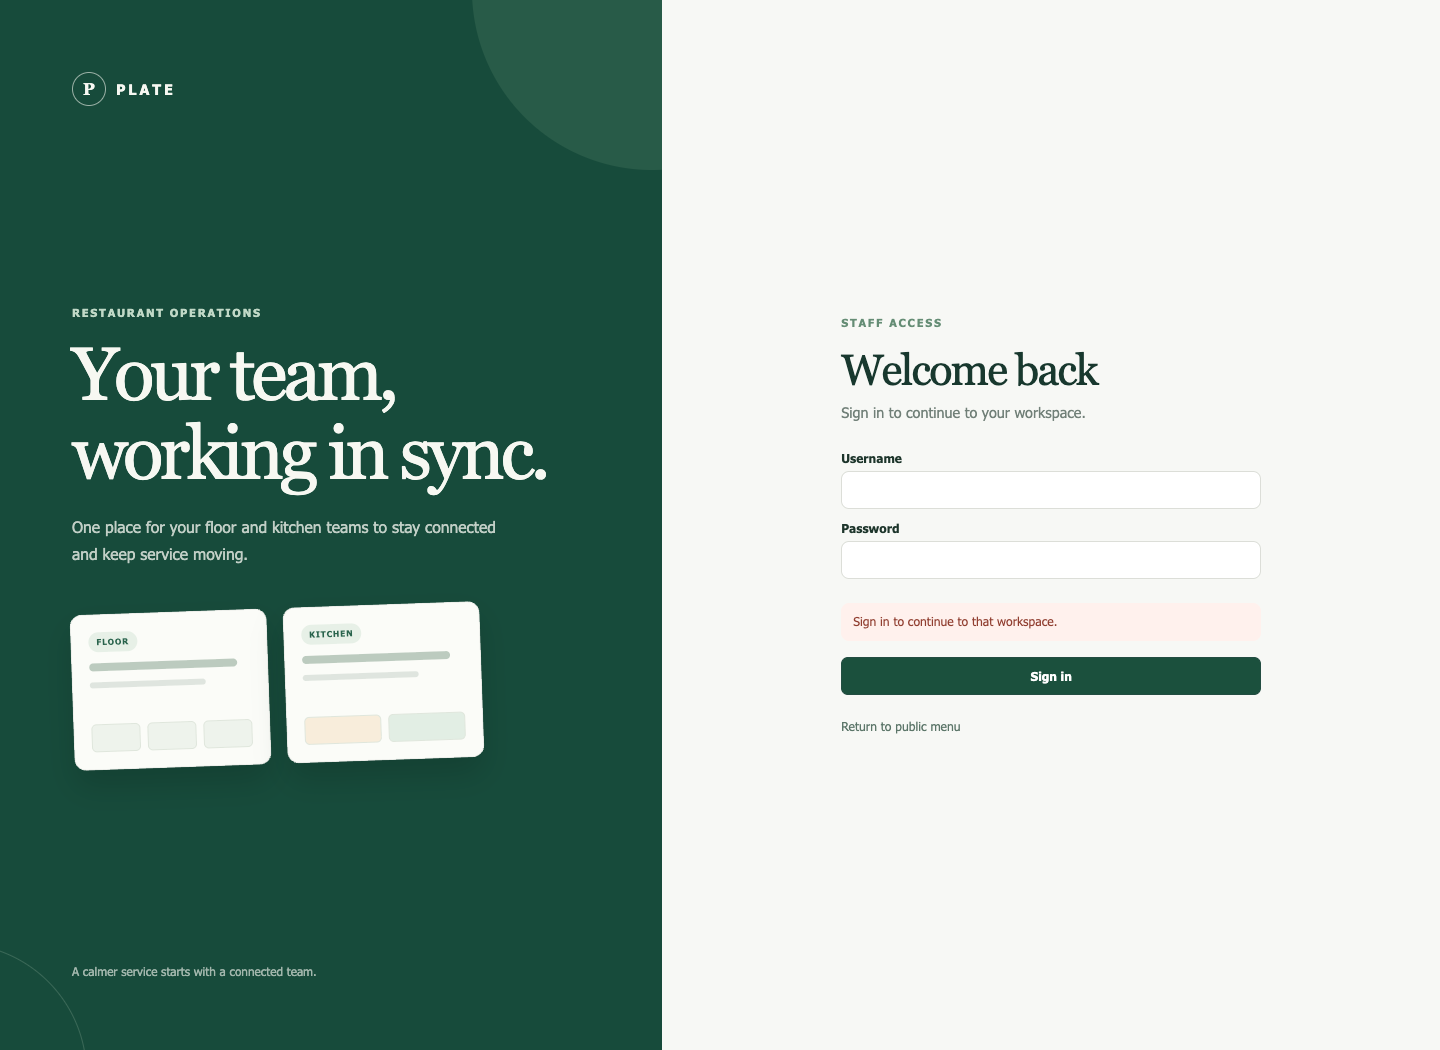 P PLATE
RESTAURANT OPERATIONS
Your team,
working in sync.
One place for your floor and kitchen teams to stay connected
and keep service moving.
FLOOR
KITCHEN
A calmer service starts with a connected team.
STAFF ACCESS
Welcome back
Sign in to continue to your workspace.
Username
Password
Sign in to continue to that workspace.
Sign in
Return to public menu